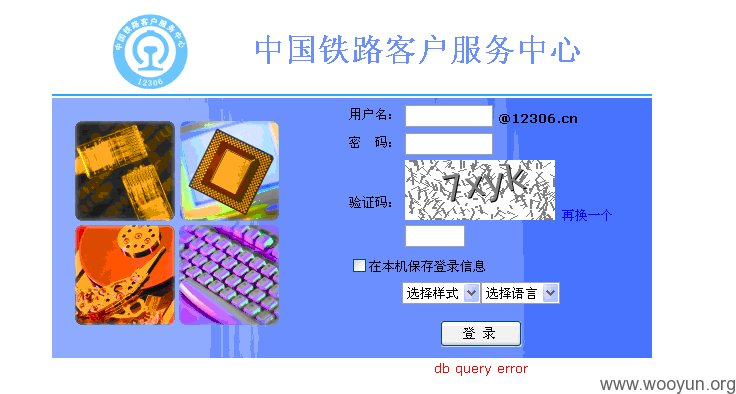 中国铁路客户服务中心
12306
中国铁路客户服务中心
用户名：
@12306.cn
密 码：
验证码：
7xyk
再换一个
在本机保存登录信息
选择样式 选择语言
登 录
db query error
www.wooyun.org